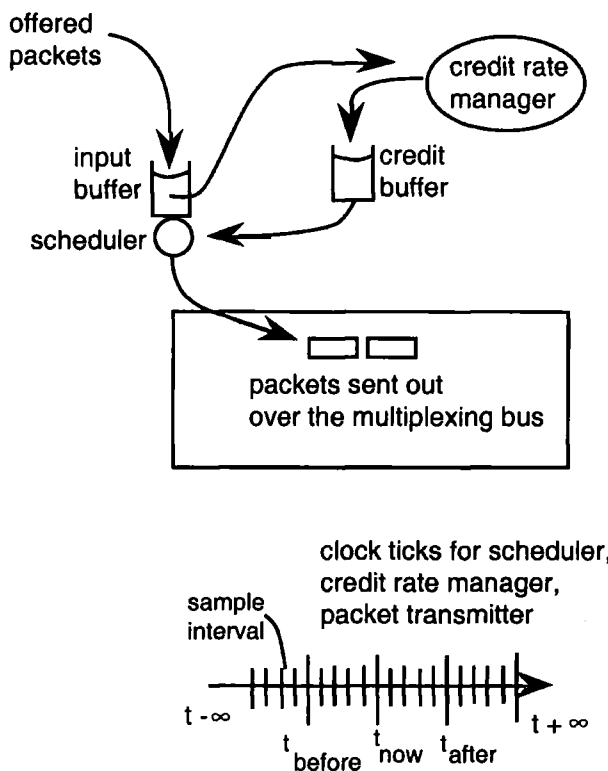 offered
packets
credit rate
manager
input
buffer
credit
buffer
scheduler
packets sent out
over the multiplexing bus
clock ticks for scheduler,
credit rate manager,
packet transmitter
sample
interval
t -∞
t before
t now
t after
t + ∞